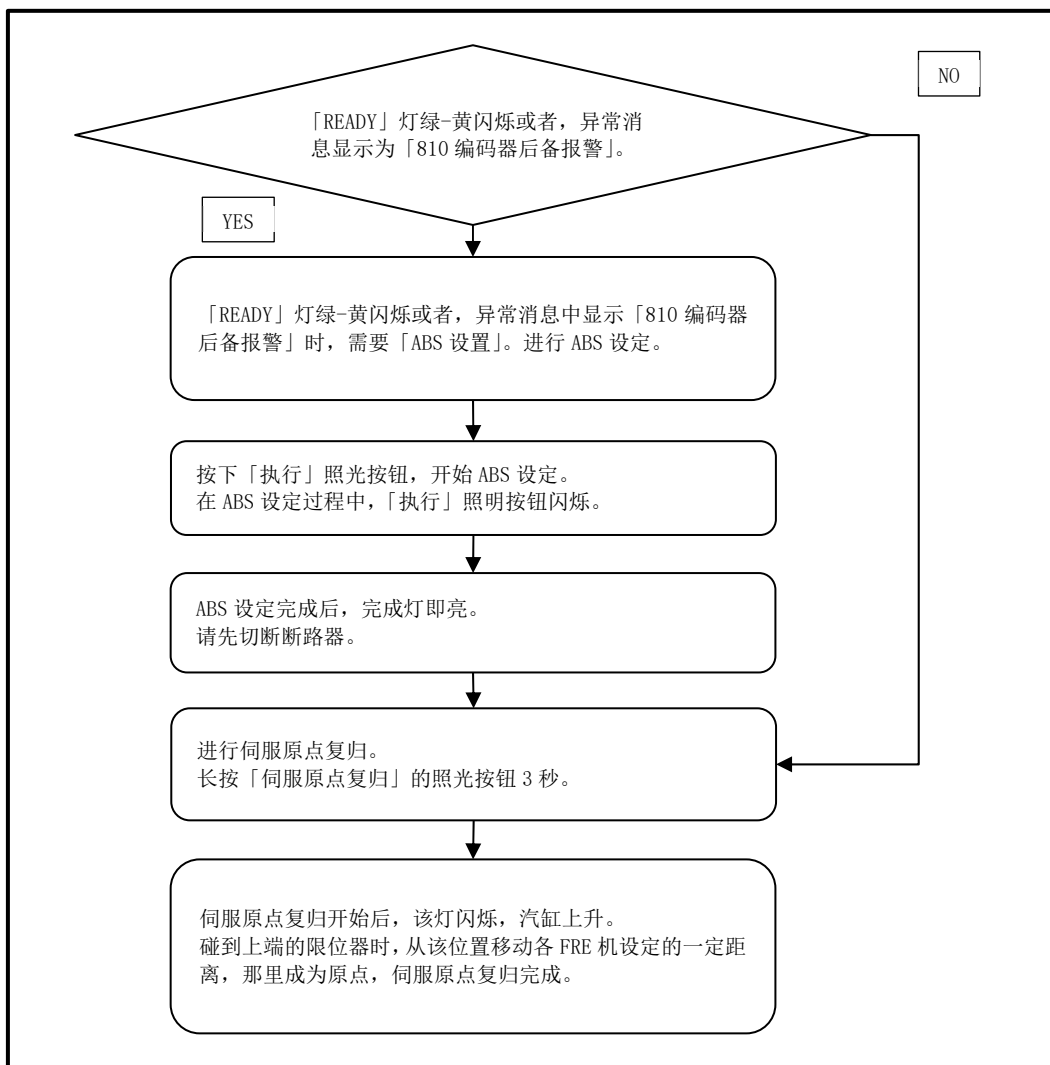 NO
「READY」灯绿-黄闪烁或者，异常消
息显示为「810 编码器后备报警」。
YES
「READY」灯绿-黄闪烁或者，异常消息中显示「810 编码器
后备报警」时，需要「ABS 设置」。进行 ABS 设定。
按下「执行」照光按钮，开始 ABS 设定。
在 ABS 设定过程中，「执行」照明按钮闪烁。
ABS 设定完成后，完成灯即亮。
请先切断断路器。
进行伺服原点复归。
长按「伺服原点复归」的照光按钮 3 秒。
伺服原点复归开始后，该灯闪烁，汽缸上升。
碰到上端的限位器时，从该位置移动各 FRE 机设定的一定距
离，那里成为原点，伺服原点复归完成。